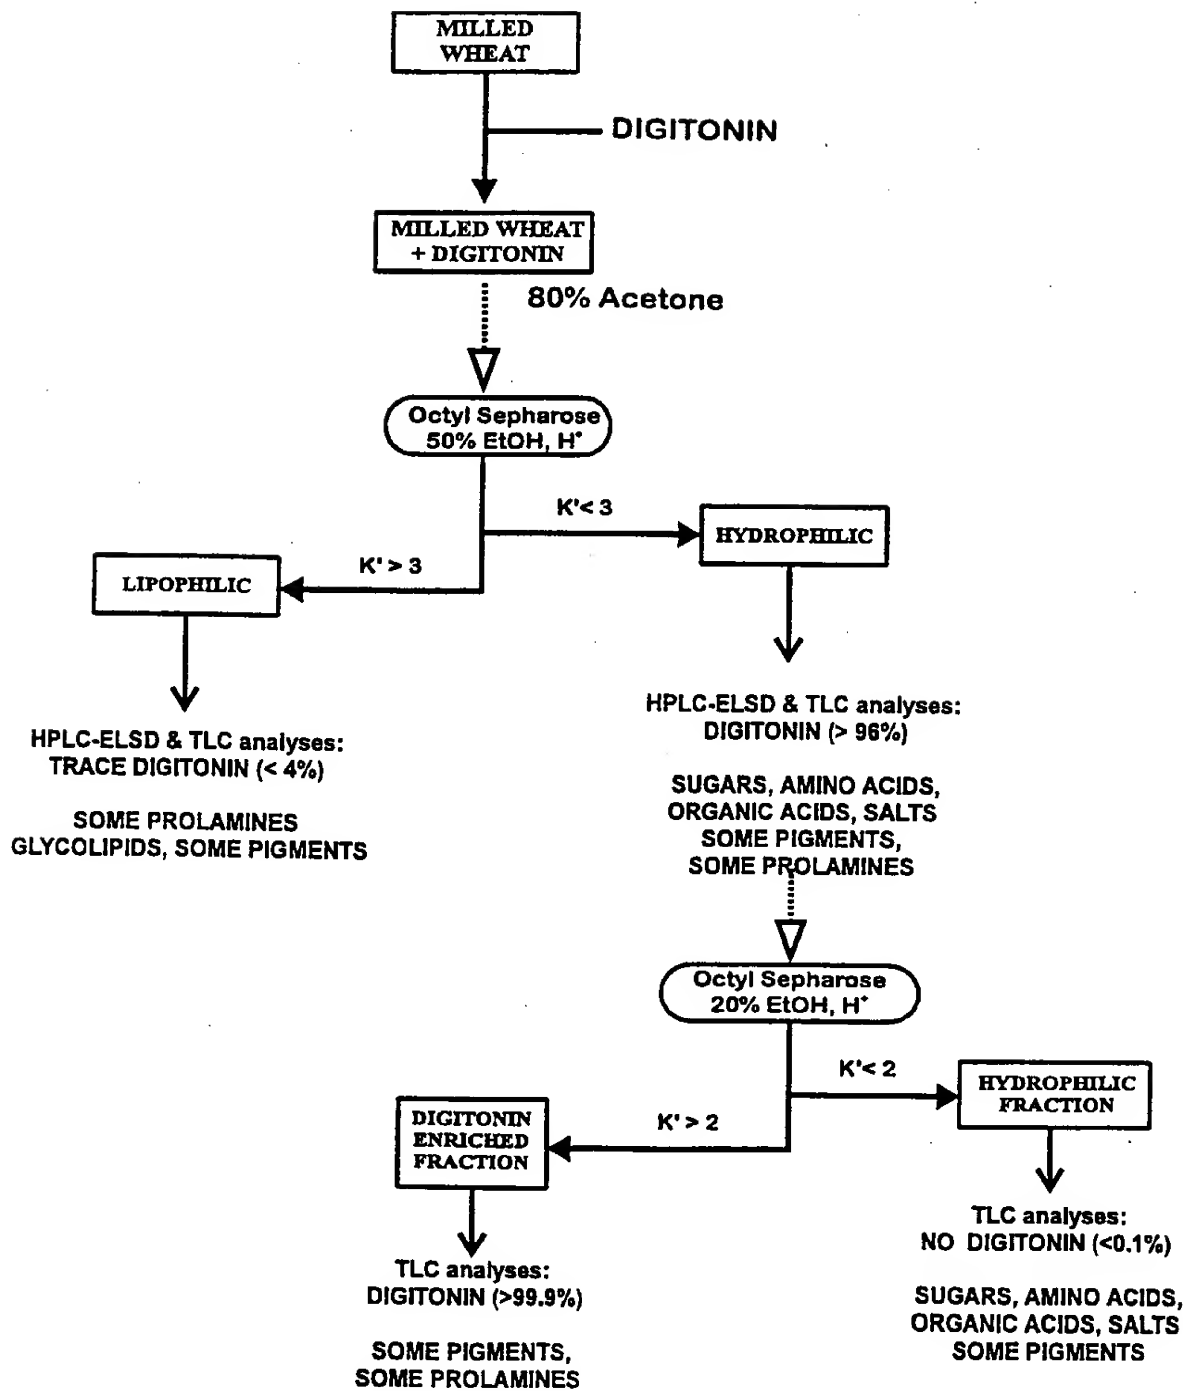 MILLED
WHEAT
DIGITONIN
MILLED WHEAT
+ DIGITONIN
80% Acetone
Octyl Sepharose
50% EtOH, H⁺
K'< 3
HYDROPHILIC
K' > 3
LIPOPHILIC
HPLC-ELSD & TLC analyses:
DIGITONIN (> 96%)
SUGARS, AMINO ACIDS,
ORGANIC ACIDS, SALTS
SOME PIGMENTS,
SOME PROLAMINES
HPLC-ELSD & TLC analyses:
TRACE DIGITONIN (< 4%)
SOME PROLAMINES
GLYCOLIPIDS, SOME PIGMENTS
Octyl Sepharose
20% EtOH, H⁺
K'< 2
HYDROPHILIC
FRACTION
K' > 2
DIGITONIN
ENRICHED
FRACTION
TLC analyses:
NO DIGITONIN (<0.1%)
SUGARS, AMINO ACIDS,
ORGANIC ACIDS, SALTS
SOME PIGMENTS
TLC analyses:
DIGITONIN (>99.9%)
SOME PIGMENTS,
SOME PROLAMINES